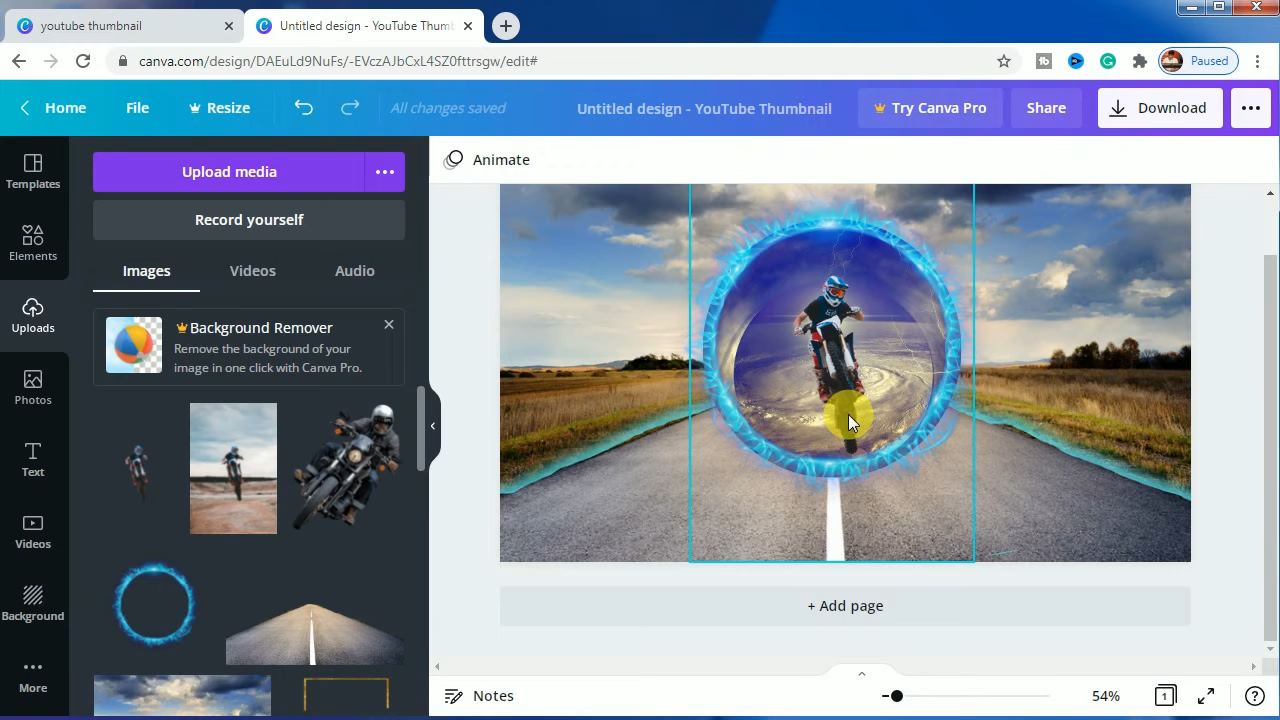 youtube thumbnail
Untitled design - YouTube Thumb
canva.com/design/DAEuLd9NuFs/-EVczAJbCxL4SZ0ftIrsgw/edit#
Paused
Home
File
Resize
All changes saved
Untitled design - YouTube Thumbnail
Try Canva Pro
Share
Download
Templates
Elements
Uploads
Photos
Text
Videos
Background
More
Upload media
Record yourself
Images
Videos
Audio
Background Remover
Remove the background of your
image in one click with Canva Pro.
Animate
+ Add page
Notes
54%
1